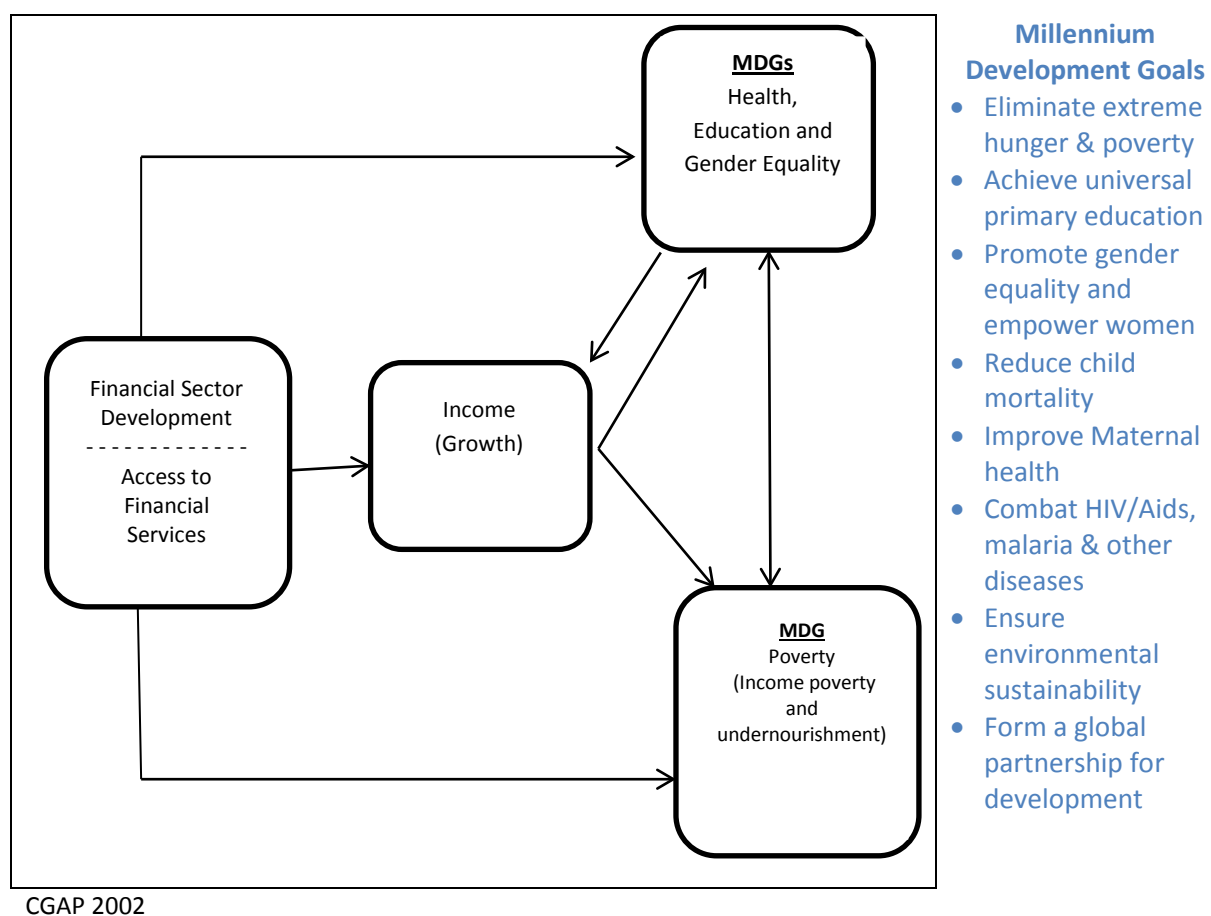 MDGs
Health,
Education and
Gender Equality
Financial Sector
Development
- - - - - - - - - - - - -
Access to
Financial
Services
Income
(Growth)
MDG
Poverty
(Income poverty
and
undernourishment)
Millennium
Development Goals
• Eliminate extreme
hunger & poverty
• Achieve universal
primary education
• Promote gender
equality and
empower women
• Reduce child
mortality
• Improve Maternal
health
• Combat HIV/Aids,
malaria & other
diseases
• Ensure
environmental
sustainability
• Form a global
partnership for
development
CGAP 2002